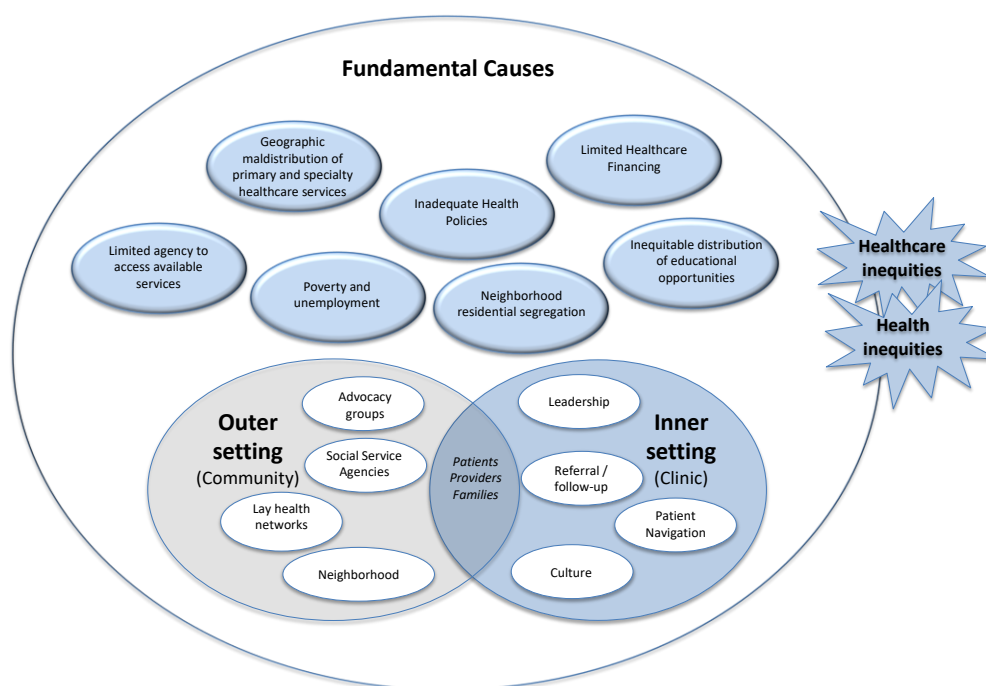 Fundamental Causes
Geographic
maldistribution of
primary and specialty
healthcare services
Limited Healthcare
Financing
Inadequate Health
Policies
Limited agency to
access available
services
Poverty and
unemployment
Neighborhood
residential segregation
Inequitable distribution
of educational
opportunities
Healthcare
inequities
Health
inequities
Outer
setting
(Community)
Advocacy
groups
Social Service
Agencies
Lay health
networks
Neighborhood
Patients
Providers
Families
Leadership
Inner
setting
(Clinic)
Referral /
follow-up
Patient
Navigation
Culture